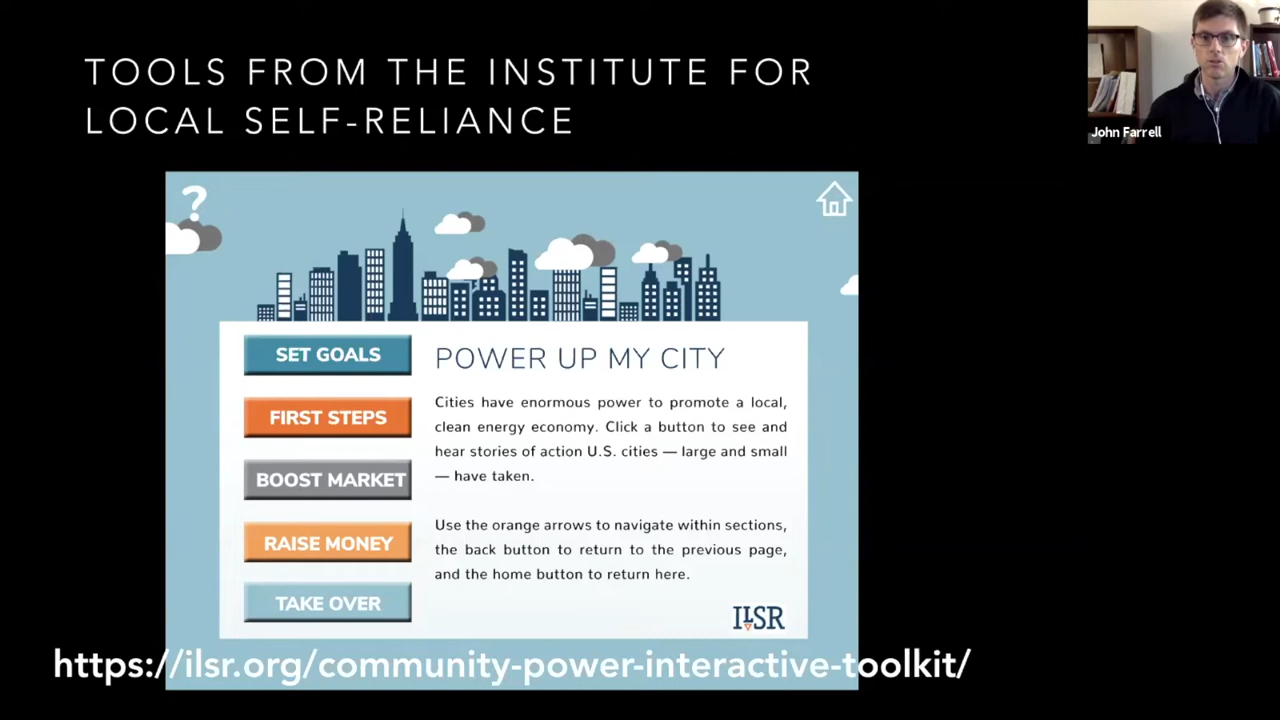 TOOLS FROM THE INSTITUTE FOR
LOCAL SELF-RELIANCE
John Farrell
?
SET GOALS
FIRST STEPS
BOOST MARKET
RAISE MONEY
TAKE OVER
POWER UP MY CITY
Cities have enormous power to promote a local,
clean energy economy. Click a button to see and
hear stories of action U.S. cities — large and small
— have taken.
Use the orange arrows to navigate within sections,
the back button to return to the previous page,
and the home button to return here.
ILSR
https://ilsr.org/community-power-interactive-toolkit/